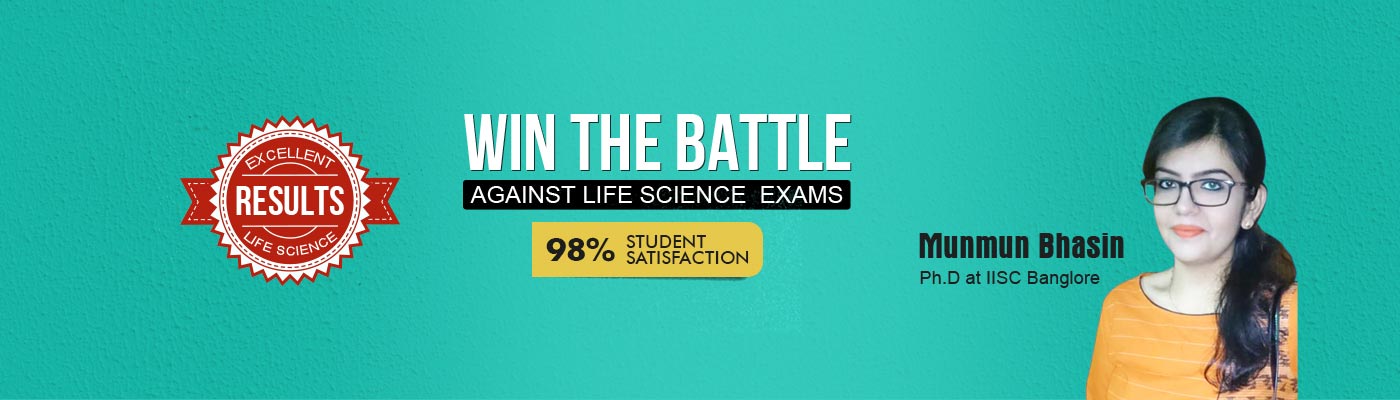 EXCELLENT
RESULTS
LIFE SCIENCE
WIN THE BATTLE
AGAINST LIFE SCIENCE EXAMS
98% STUDENT
SATISFACTION
Munmun Bhasin
Ph.D at IISC Banglore